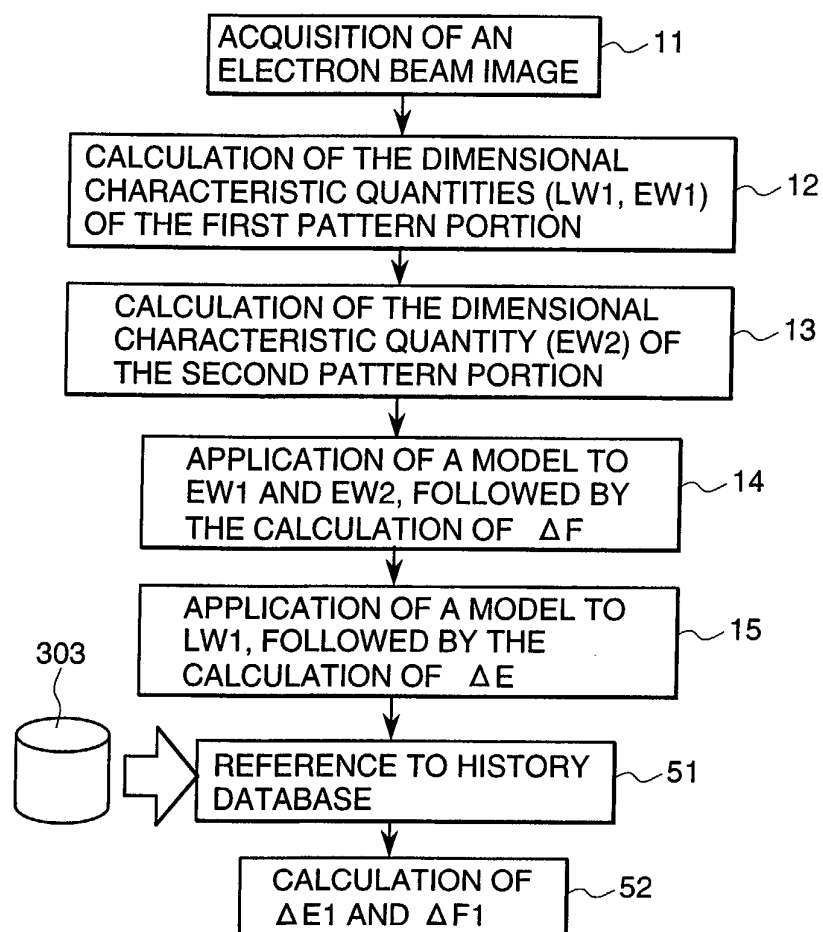 ACQUISITION OF AN
ELECTRON BEAM IMAGE
11
CALCULATION OF THE DIMENSIONAL
CHARACTERISTIC QUANTITIES (LW1, EW1)
OF THE FIRST PATTERN PORTION
12
CALCULATION OF THE DIMENSIONAL
CHARACTERISTIC QUANTITY (EW2) OF
THE SECOND PATTERN PORTION
13
APPLICATION OF A MODEL TO
EW1 AND EW2, FOLLOWED BY
THE CALCULATION OF ΔF
14
APPLICATION OF A MODEL TO
LW1, FOLLOWED BY THE
CALCULATION OF ΔE
15
303
REFERENCE TO HISTORY
DATABASE
51
CALCULATION OF
ΔE1 AND ΔF1
52